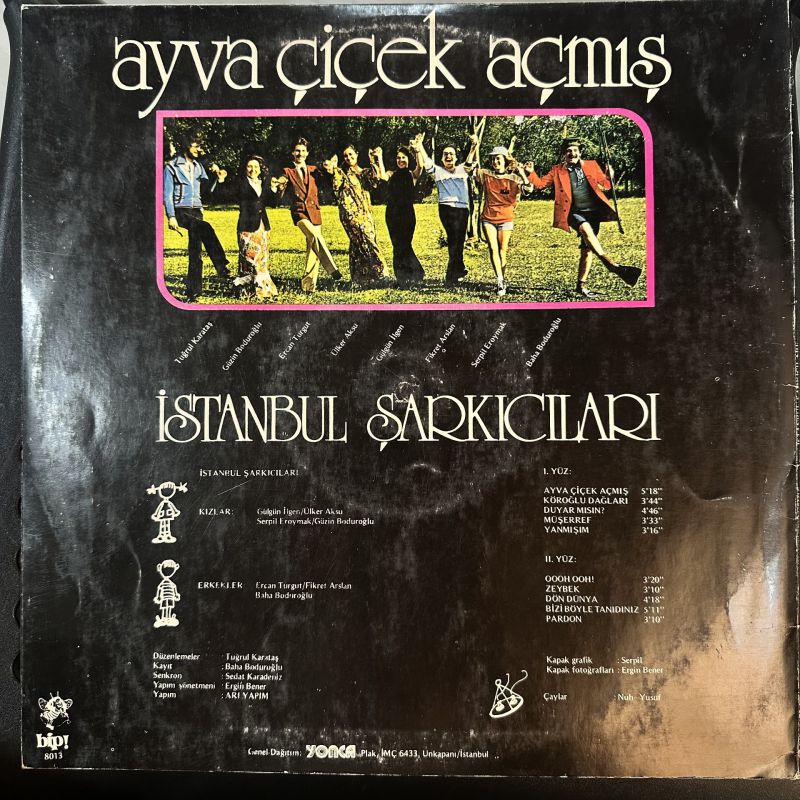 ayva çiçek açmış
Tuğrul Karataş
Güzin Boduroğlu
Ercan Turgut
Ülker Aksu
Gülgün İlgen
Fikret Arslan
Serpil Eroymak
Baha Boduroğlu
İSTANBUL ŞARKICILARI
İSTANBUL ŞARKICILARI
KIZLAR: Gülgün İlgen/Ülker Aksu
Serpil Eroymak/Güzin Boduroğlu
ERKEKLER Ercan Turgut/Fikret Arslan
Baha Boduroğlu
Düzenlemeler : Tuğrul Karataş
Kayıt : Baha Boduroğlu
Senkron : Sedat Karadeniz
Yapım yönetmeni : Ergin Bener
Yapım : ARI YAPIM
I. YÜZ:
AYVA ÇİÇEK AÇMIŞ 5'18"
KÖROĞLU DAĞLARI 3'44"
DUYAR MISIN? 4'46"
MÜŞERREF 3'33"
YANMIŞIM 3'16"
II. YÜZ:
OOOH OOH! 3'20"
ZEYBEK 3'10"
DÖN DÜNYA 4'18"
BİZİ BÖYLE TANIDINIZ 5'11"
PARDON 3'10"
Kapak grafik : Serpil
Kapak fotoğrafları : Ergin Bener
Çaylar : Nuh-Yusuf
bip!
8013
Genel Dağıtım: yonca Plak, İMÇ 6433, Unkapanı/İstanbul